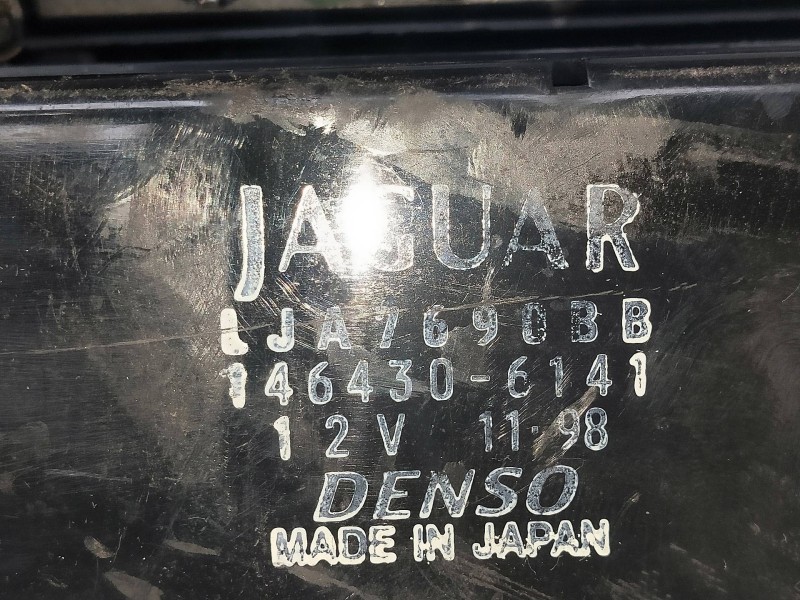 JAGUAR
LJA7690BB
146430-6141
12V 11·98
DENSO
MADE IN JAPAN